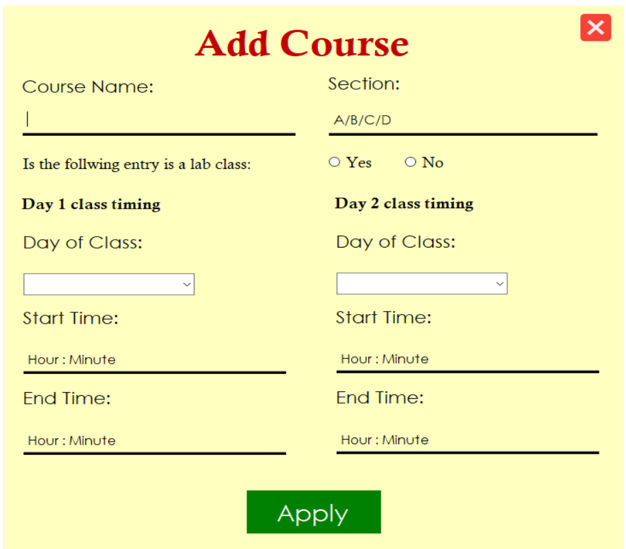 Add Course
Course Name:
Section:
A/B/C/D
Is the follwing entry is a lab class:
Yes
No
Day 1 class timing
Day 2 class timing
Day of Class:
Day of Class:
Start Time:
Start Time:
Hour : Minute
Hour : Minute
End Time:
End Time:
Hour : Minute
Hour : Minute
Apply